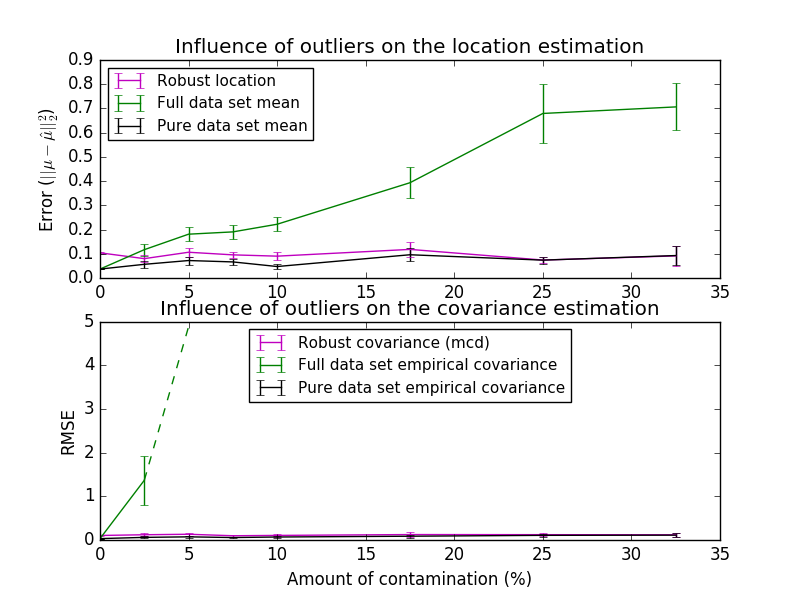 Influence of outliers on the location estimation
0.9
0.8
0.7
0.6
0.5
0.4
0.3
0.2
0.1
0.0
Error (||μ − μ̂||₂²)
Robust location
Full data set mean
Pure data set mean
0 5 10 15 20 25 30 35
Influence of outliers on the covariance estimation
5
4
3
2
1
0
RMSE
Robust covariance (mcd)
Full data set empirical covariance
Pure data set empirical covariance
0 5 10 15 20 25 30 35
Amount of contamination (%)